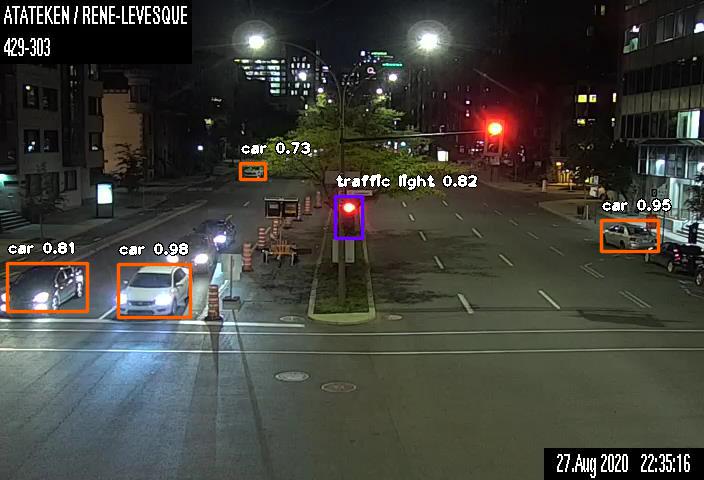 ATATEKEN / RENE-LEVESQUE
429-303
car 0.73
traffic light 0.82
car 0.95
car 0.81
car 0.98
27.Aug 2020 22:35:16